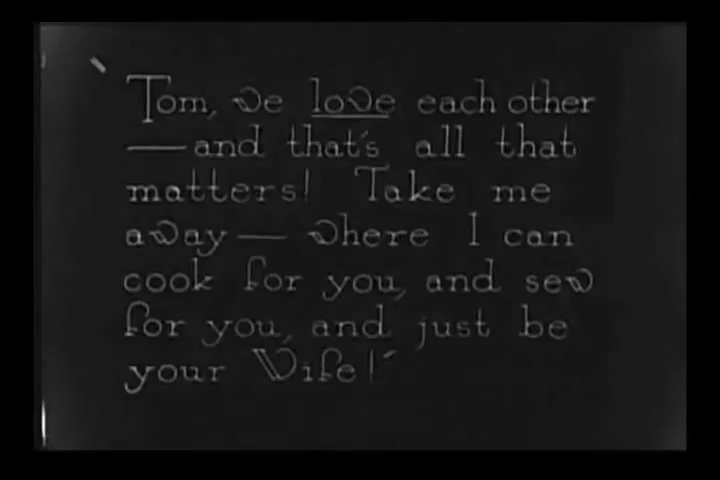 "Tom, we love each other
—and that's all that
matters! Take me
away— where I can
cook for you, and sew
for you, and just be
your Wife!"